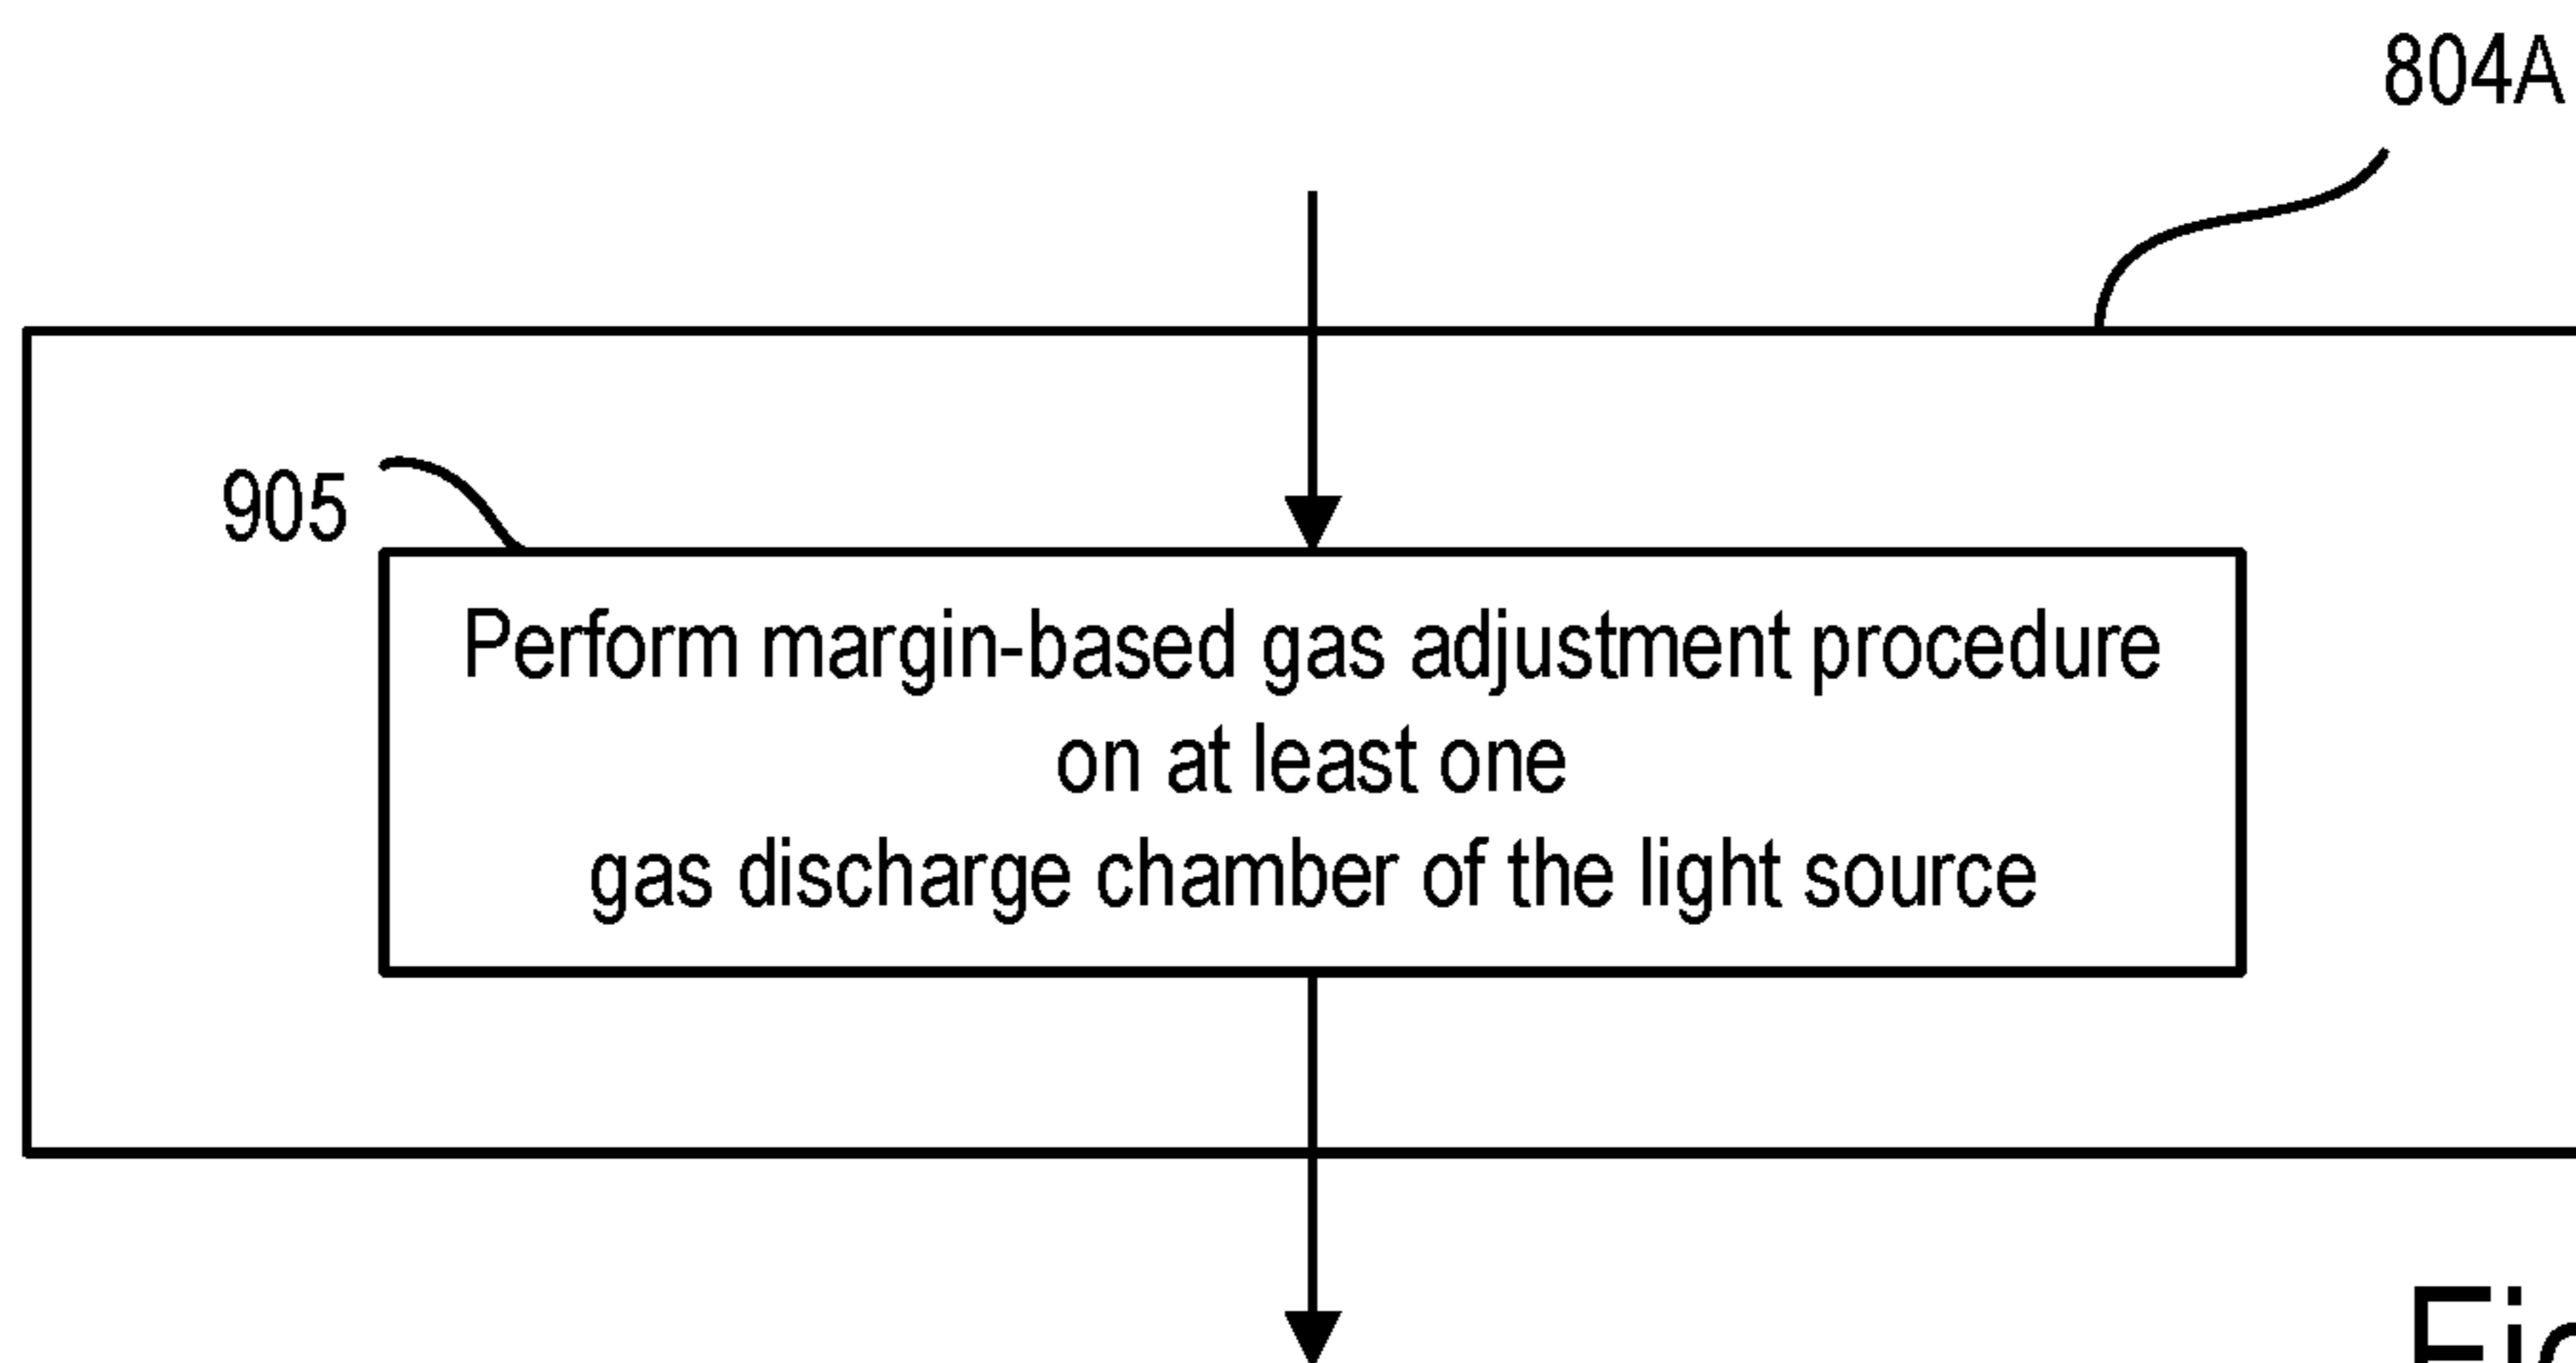 804A
905
Perform margin-based gas adjustment procedure
on at least one
gas discharge chamber of the light source